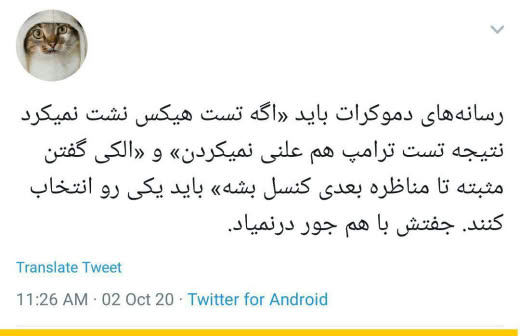 رسانه‌های دموکرات باید «اگه تست هیکس نشت نمیکرد
نتیجه تست ترامپ هم علنی نمیکردن» و «الکی گفتن
مثبته تا مناظره بعدی کنسل بشه» باید یکی رو انتخاب
کنند. جفتش با هم جور درنمیاد.
Translate Tweet
11:26 AM · 02 Oct 20 · Twitter for Android